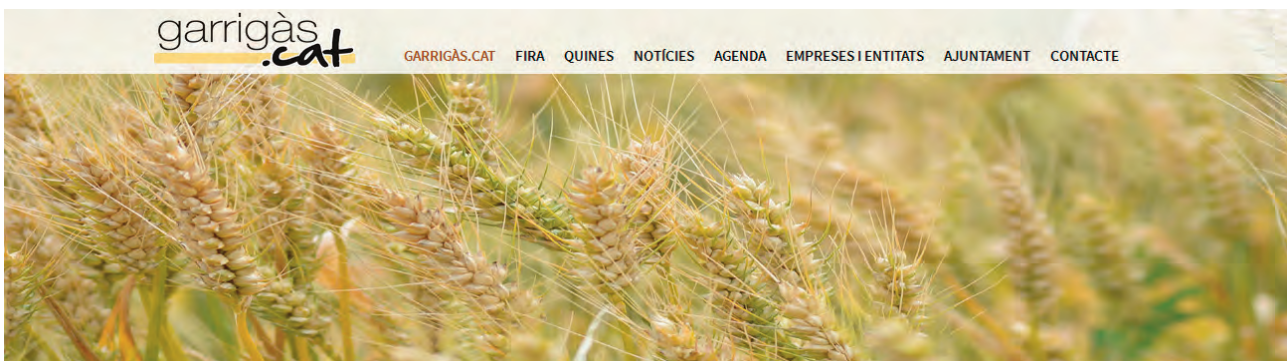 garrigàs
.cat
GARRIGÀS.CAT FIRA QUINES NOTÍCIES AGENDA EMPRESES I ENTITATS AJUNTAMENT CONTACTE